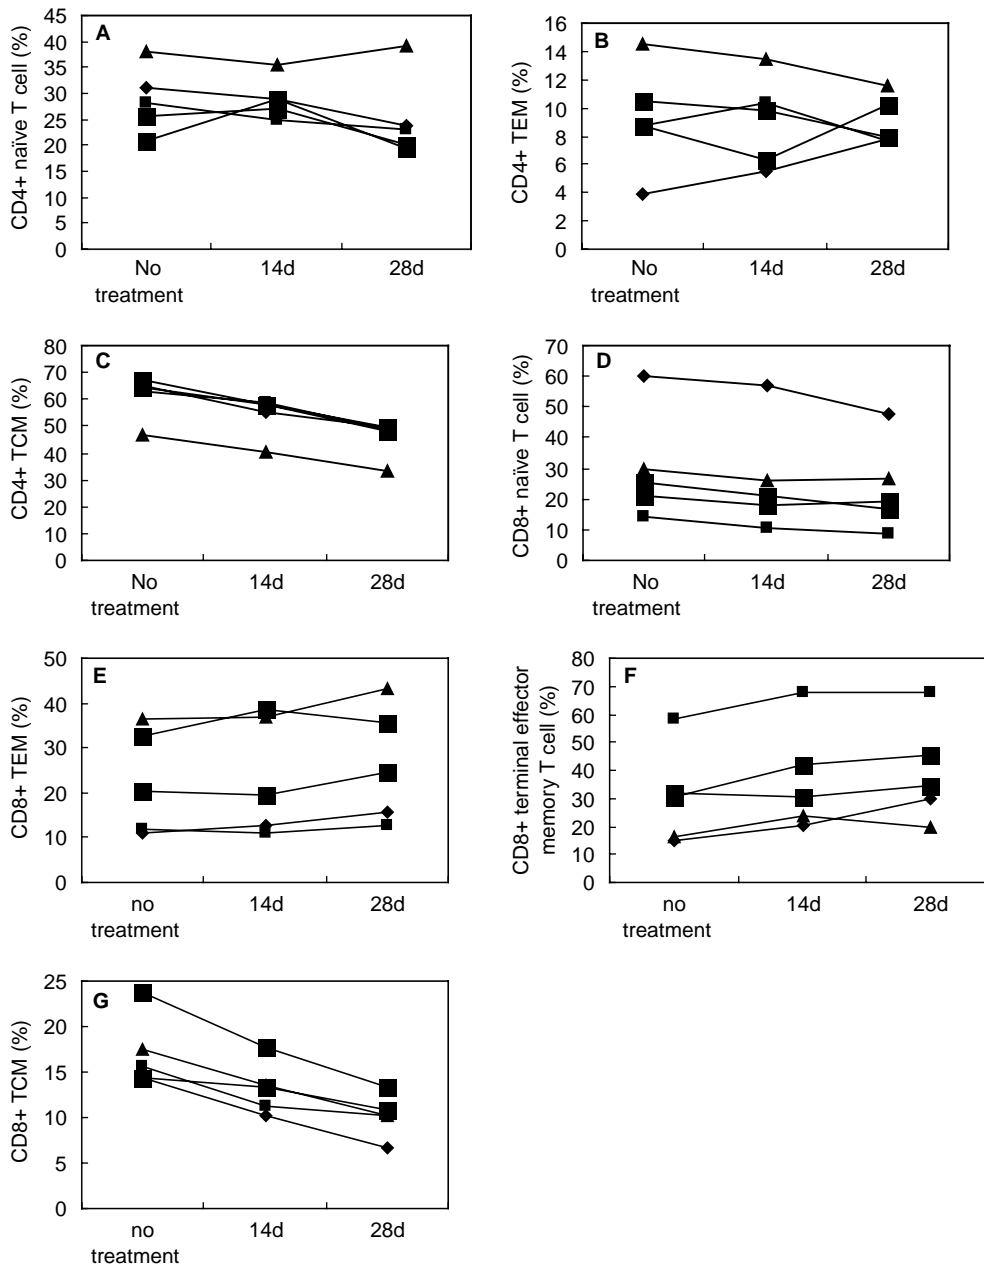 A
CD4+ naïve T cell (%)
45
40
35
30
25
20
15
10
5
0
No treatment
14d
28d
B
CD4+ TEM (%)
16
14
12
10
8
6
4
2
0
No treatment
14d
28d
C
CD4+ TCM (%)
80
70
60
50
40
30
20
10
0
No treatment
14d
28d
D
CD8+ naïve T cell (%)
70
60
50
40
30
20
10
0
No treatment
14d
28d
E
CD8+ TEM (%)
50
40
30
20
10
0
no treatment
14d
28d
F
CD8+ terminal effector
memory T cell (%)
80
70
60
50
40
30
20
10
0
no treatment
14d
28d
G
CD8+ TCM (%)
25
20
15
10
5
0
no treatment
14d
28d